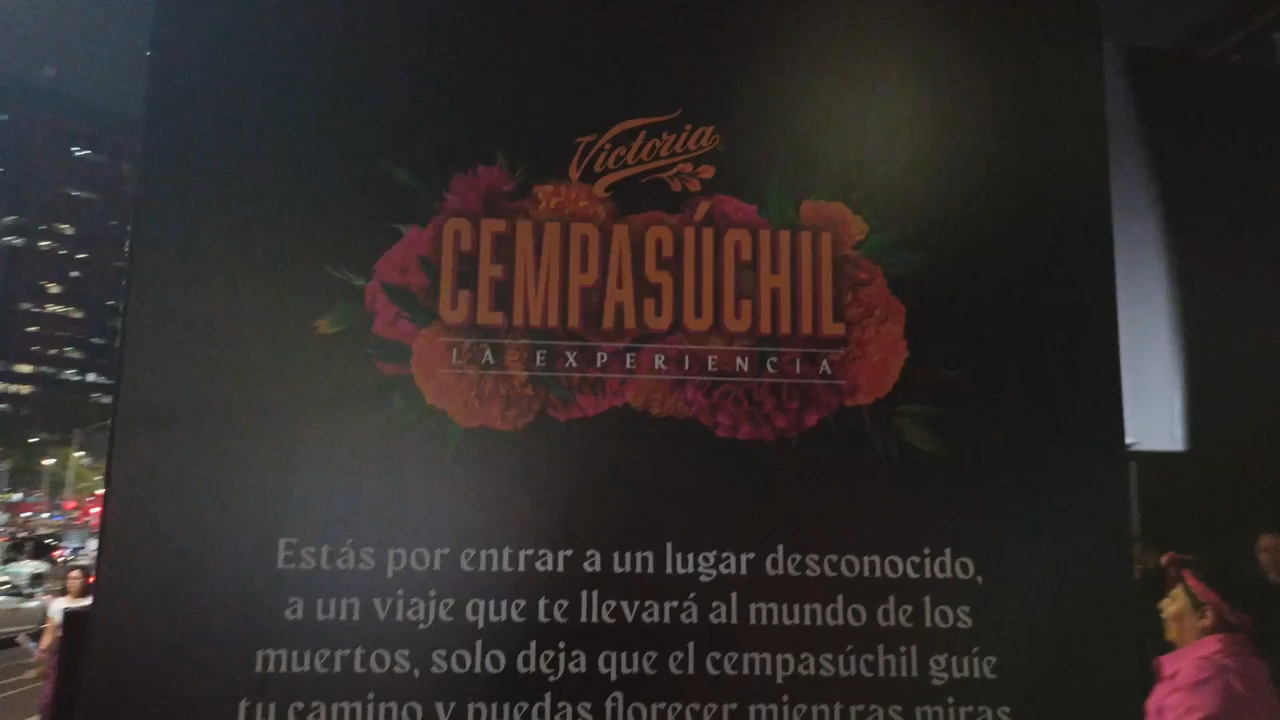 Victoria
CEMPASÚCHIL
LA EXPERIENCIA
Estás por entrar a un lugar desconocido,
a un viaje que te llevará al mundo de los
muertos, solo deja que el cempasúchil guíe
tu camino y puedas florecer mientras miras